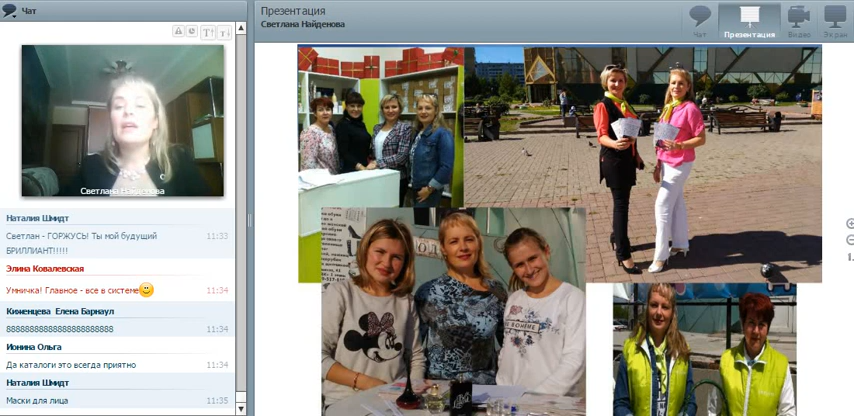 Чат
Светлана Найденова
Наталия Шмидт
Светлан - ГОРЖУСЬ! Ты мой будущий
БРИЛЛИАНТ!!!!!
11:33
Элина Ковалевская
Умничка! Главное - все в системе
11:34
Киженцева Елена Барнаул
88888888888888888888888
11:34
Ионина Ольга
Да каталоги это всегда приятно
11:34
Наталия Шмидт
Маски для лица
11:35
Презентация
Светлана Найденова
Чат
Презентация
Видео
Экран